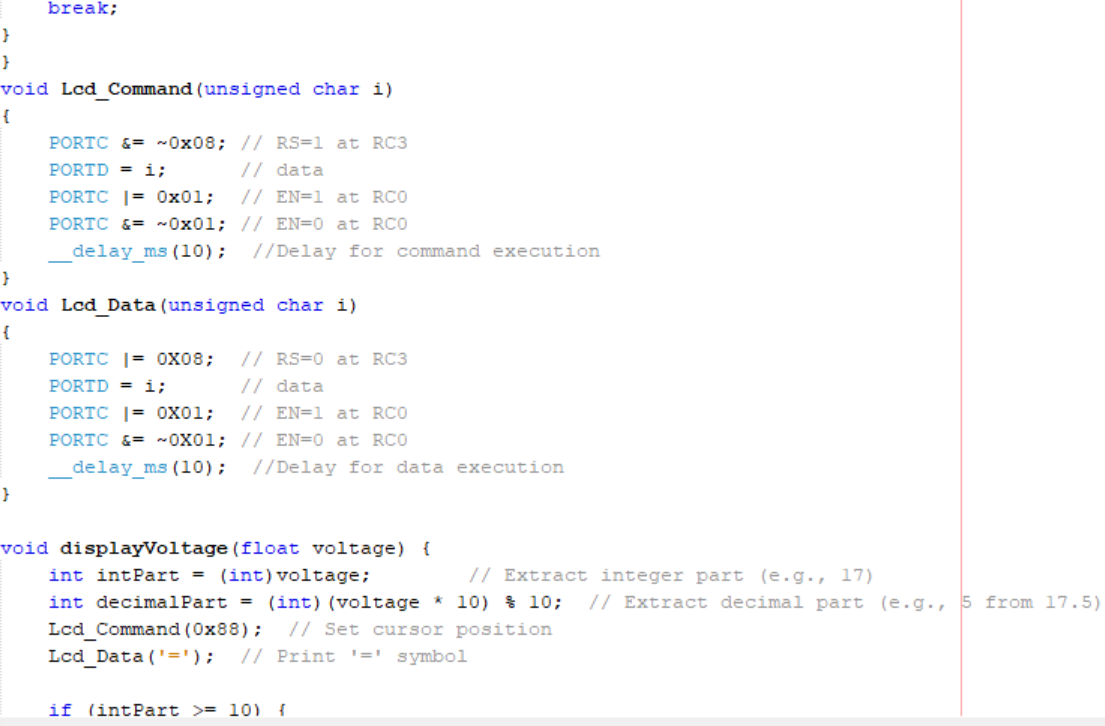 break;
}
}
void Lcd_Command(unsigned char i)
{
PORTC &= ~0x08; // RS=1 at RC3
PORTD = i; // data
PORTC |= 0x01; // EN=1 at RC0
PORTC &= ~0x01; // EN=0 at RC0
__delay_ms(10); //Delay for command execution
}
void Lcd_Data(unsigned char i)
{
PORTC |= 0X08; // RS=0 at RC3
PORTD = i; // data
PORTC |= 0X01; // EN=1 at RC0
PORTC &= ~0X01; // EN=0 at RC0
__delay_ms(10); //Delay for data execution
}
void displayVoltage(float voltage) {
int intPart = (int)voltage; // Extract integer part (e.g., 17)
int decimalPart = (int)(voltage * 10) % 10; // Extract decimal part (e.g., 5 from 17.5)
Lcd_Command(0x88); // Set cursor position
Lcd_Data('='); // Print '=' symbol
if (intPart >= 10) {